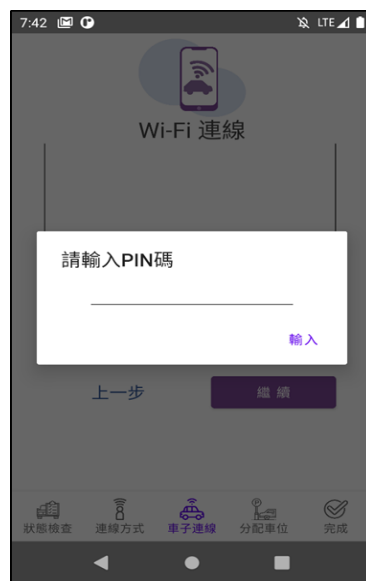 7:42 LTE
Wi-Fi 連線
請輸入PIN碼
輸入
上一步 繼續
狀態檢查 連線方式 車子連線 分配車位 完成